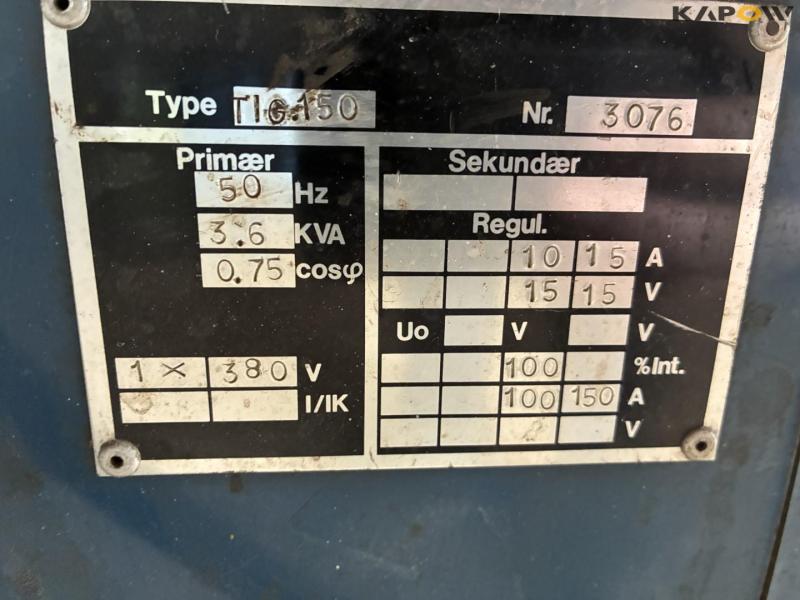 KAPOW
Type TIG.150 Nr. 3076
Primær
50 Hz
3.6 KVA
0.75 cosφ
1 × 380 V
I/IK
Sekundær
Regul.
10 15 A
15 15 V
Uo V V
100 % Int.
100 150 A
V